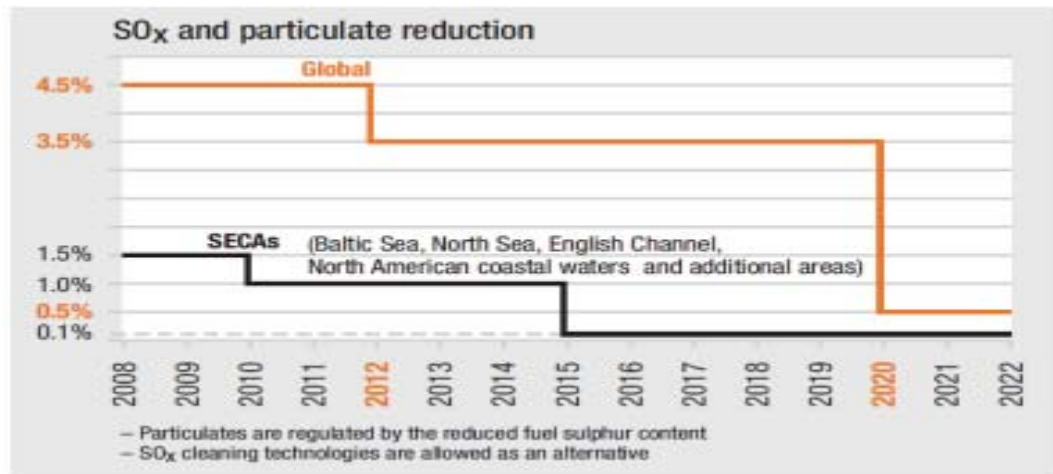 SOx and particulate reduction
Global
4.5%
3.5%
SECAs (Baltic Sea, North Sea, English Channel,
North American coastal waters and additional areas)
1.5%
1.0%
0.5%
0.1%
2008 2009 2010 2011 2012 2013 2014 2015 2016 2017 2018 2019 2020 2021 2022
– Particulates are regulated by the reduced fuel sulphur content
– SOx cleaning technologies are allowed as an alternative